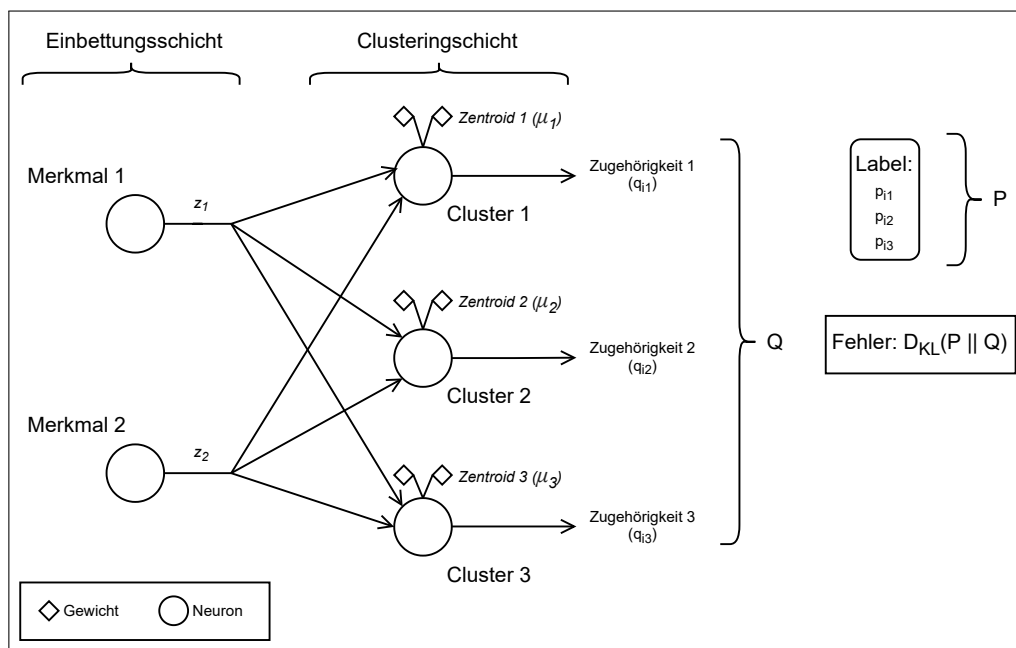 Einbettungsschicht
Clusteringschicht
Zentroid 1 (μ1)
Merkmal 1
z1
Cluster 1
Zugehörigkeit 1
(qi1)
Label:
pi1
pi2
pi3
P
Zentroid 2 (μ2)
Cluster 2
Zugehörigkeit 2
(qi2)
Q
Fehler: DKL(P || Q)
Merkmal 2
z2
Zentroid 3 (μ3)
Cluster 3
Zugehörigkeit 3
(qi3)
Gewicht
Neuron